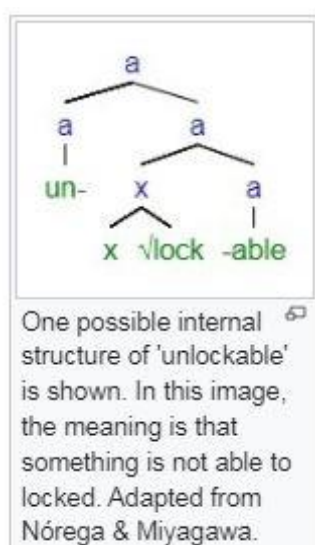 a
a a
un- x a
x √lock -able
One possible internal
structure of 'unlockable'
is shown. In this image,
the meaning is that
something is not able to
locked. Adapted from
Nórega & Miyagawa.